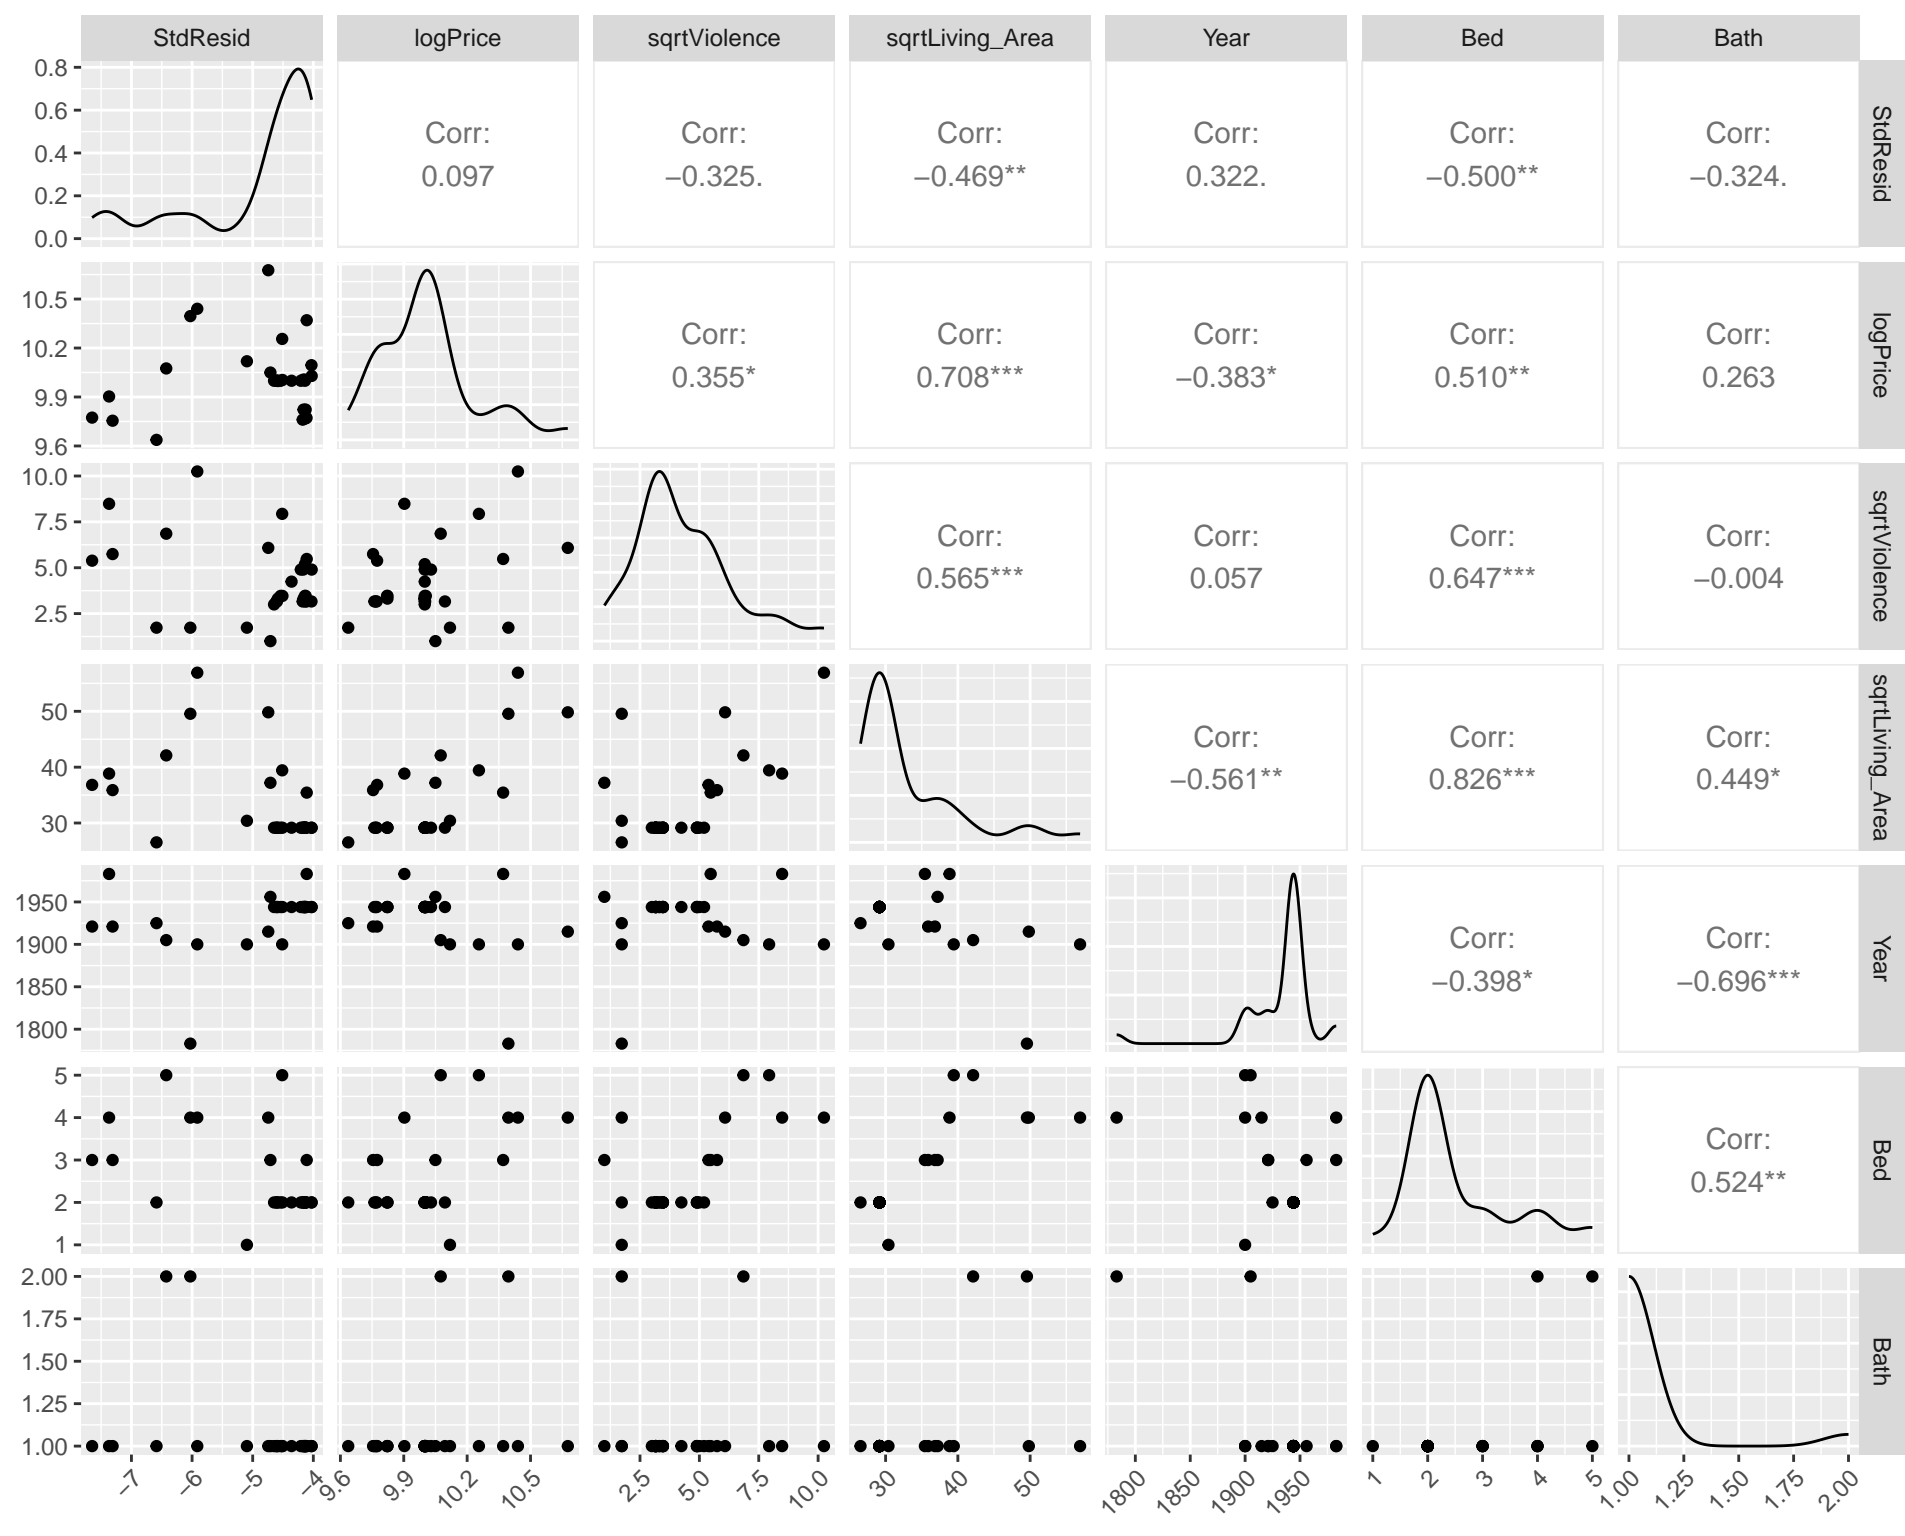 StdResid logPrice sqrtViolence sqrtLiving_Area Year Bed Bath
0.8
0.6
0.4
0.2
0.0
Corr:
0.097
Corr:
−0.325.
Corr:
−0.469**
Corr:
0.322.
Corr:
−0.500**
Corr:
−0.324.
StdResid
10.5
10.2
9.9
9.6
Corr:
0.355*
Corr:
0.708***
Corr:
−0.383*
Corr:
0.510**
Corr:
0.263
logPrice
10.0
7.5
5.0
2.5
Corr:
0.565***
Corr:
0.057
Corr:
0.647***
Corr:
−0.004
sqrtViolence
50
40
30
Corr:
−0.561**
Corr:
0.826***
Corr:
0.449*
sqrtLiving_Area
1950
1900
1850
1800
Corr:
−0.398*
Corr:
−0.696***
Year
5
4
3
2
1
Corr:
0.524**
Bed
2.00
1.75
1.50
1.25
1.00
Bath
−7 −6 −5 −4
9.6 9.9 10.2 10.5
2.5 5.0 7.5 10.0
30 40 50
1800 1850 1900 1950
1 2 3 4 5
1.00 1.25 1.50 1.75 2.00